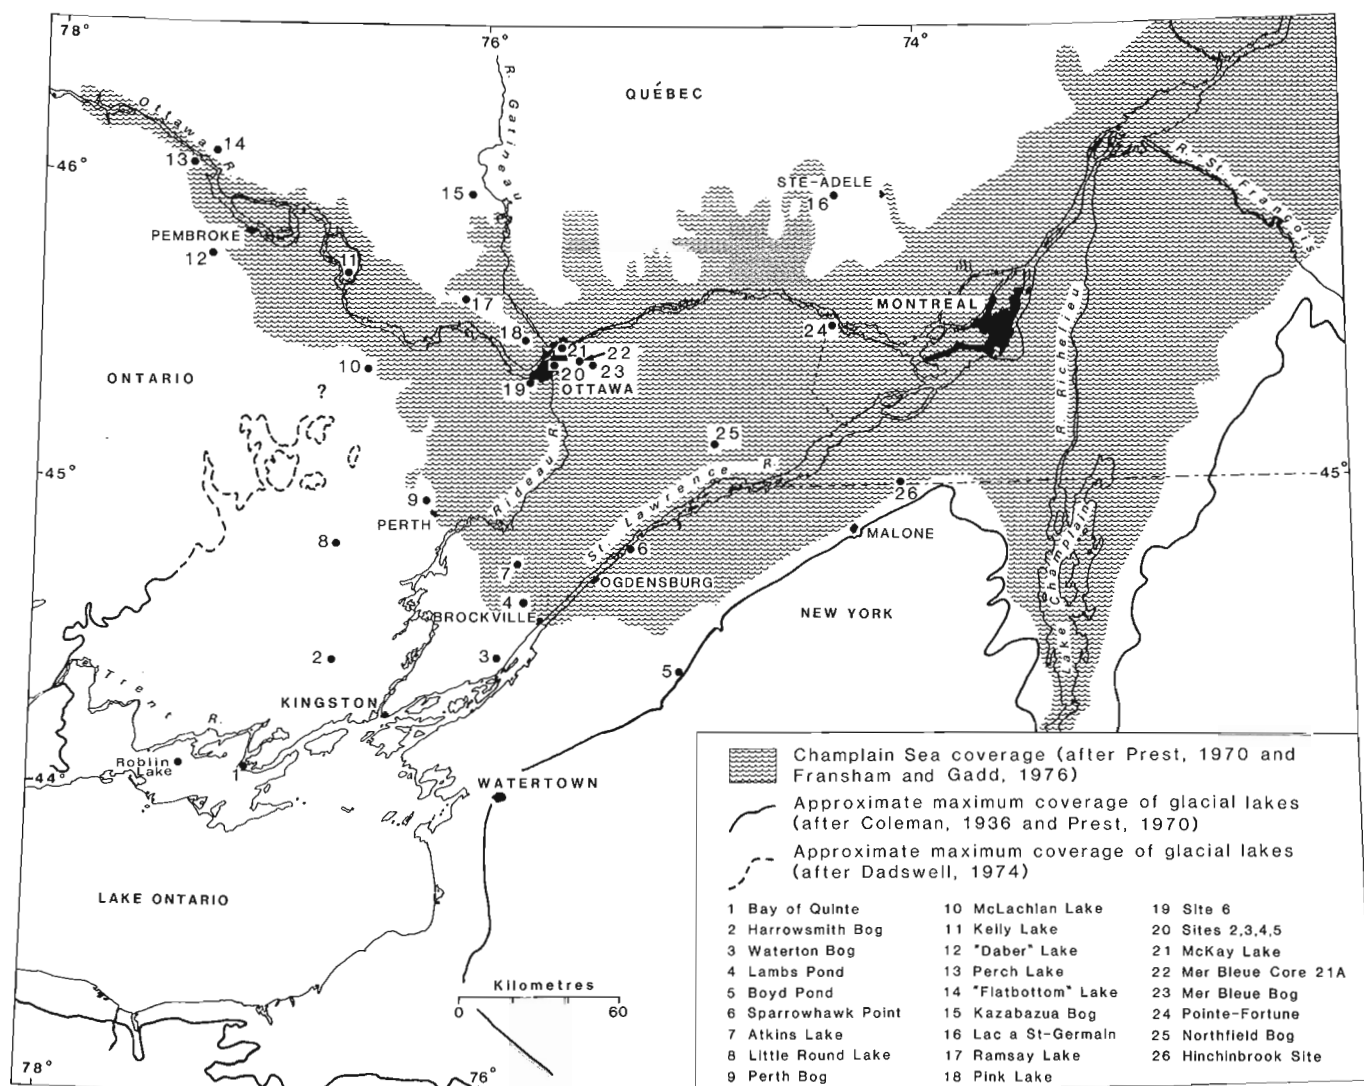 78°
76°
74°
QUÉBEC
Ottawa R.
R. Gatineau
14
13
46°
15
STE-ADELE
16
R. St. François
PEMBROKE
12
11
17
MONTREAL
24
18
21
22
23
20
19
OTTAWA
10
ONTARIO
?
R. Richelieu
25
45°
45°
Rideau R.
St. Lawrence R.
26
9
PERTH
MALONE
8
6
7
OGDENSBURG
Lake Champlain
4
BROCKVILLE
NEW YORK
2
3
5
Trent R.
KINGSTON
Roblin
Lake
1
44°
WATERTOWN
LAKE ONTARIO
Kilometres
0 60
78°
76°
Champlain Sea coverage (after Prest, 1970 and
Fransham and Gadd, 1976)
Approximate maximum coverage of glacial lakes
(after Coleman, 1936 and Prest, 1970)
Approximate maximum coverage of glacial lakes
(after Dadswell, 1974)
1 Bay of Quinte
2 Harrowsmith Bog
3 Waterton Bog
4 Lambs Pond
5 Boyd Pond
6 Sparrowhawk Point
7 Atkins Lake
8 Little Round Lake
9 Perth Bog
10 McLachlan Lake
11 Kelly Lake
12 "Daber" Lake
13 Perch Lake
14 "Flatbottom" Lake
15 Kazabazua Bog
16 Lac a St-Germain
17 Ramsay Lake
18 Pink Lake
19 Site 6
20 Sites 2,3,4,5
21 McKay Lake
22 Mer Bleue Core 21A
23 Mer Bleue Bog
24 Pointe-Fortune
25 Northfield Bog
26 Hinchinbrook Site